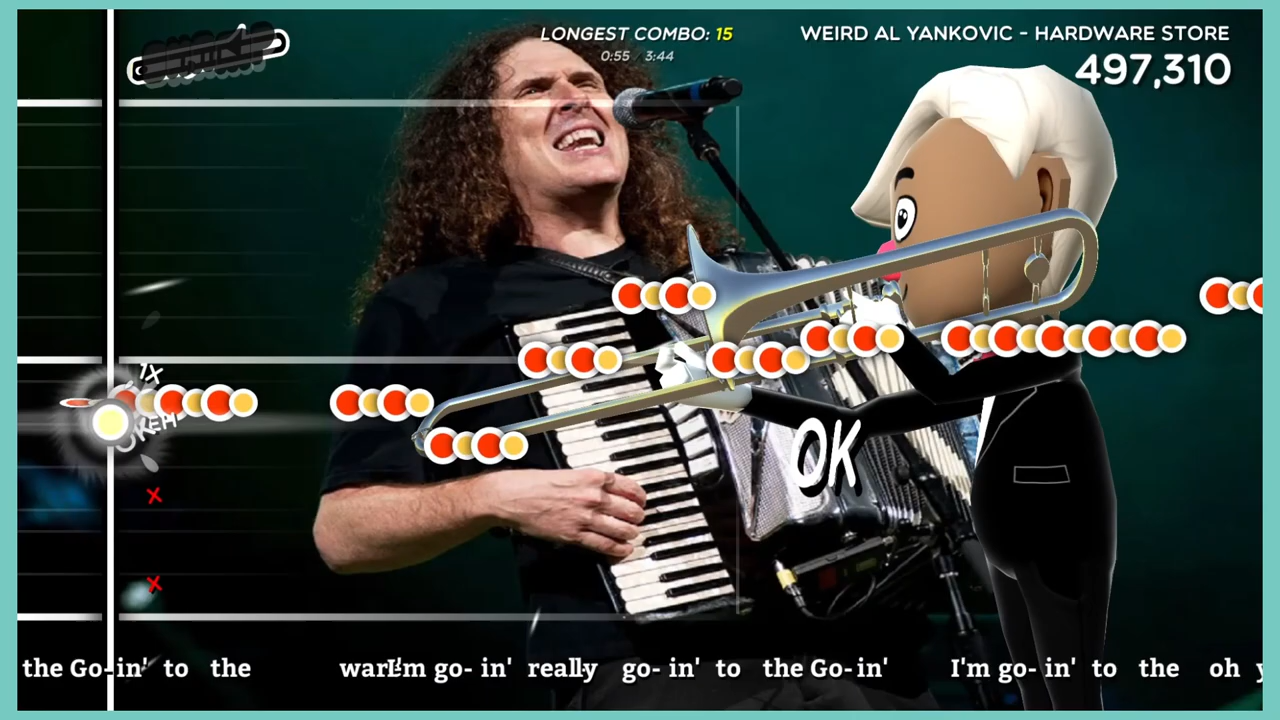 LONGEST COMBO: 15
0:55 3:44
WEIRD AL YANKOVIC - HARDWARE STORE
497,310
OK
the Go-in' to the I'm go- in' really go- in' to the Go-in' I'm go- in' to the oh